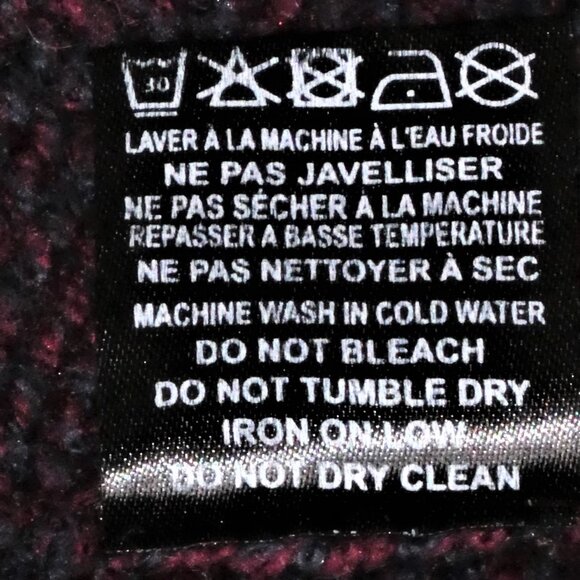 30
LAVER À LA MACHINE À L'EAU FROIDE
NE PAS JAVELLISER
NE PAS SÉCHER À LA MACHINE
REPASSER A BASSE TEMPERATURE
NE PAS NETTOYER À SEC
MACHINE WASH IN COLD WATER
DO NOT BLEACH
DO NOT TUMBLE DRY
IRON ON LOW
DO NOT DRY CLEAN